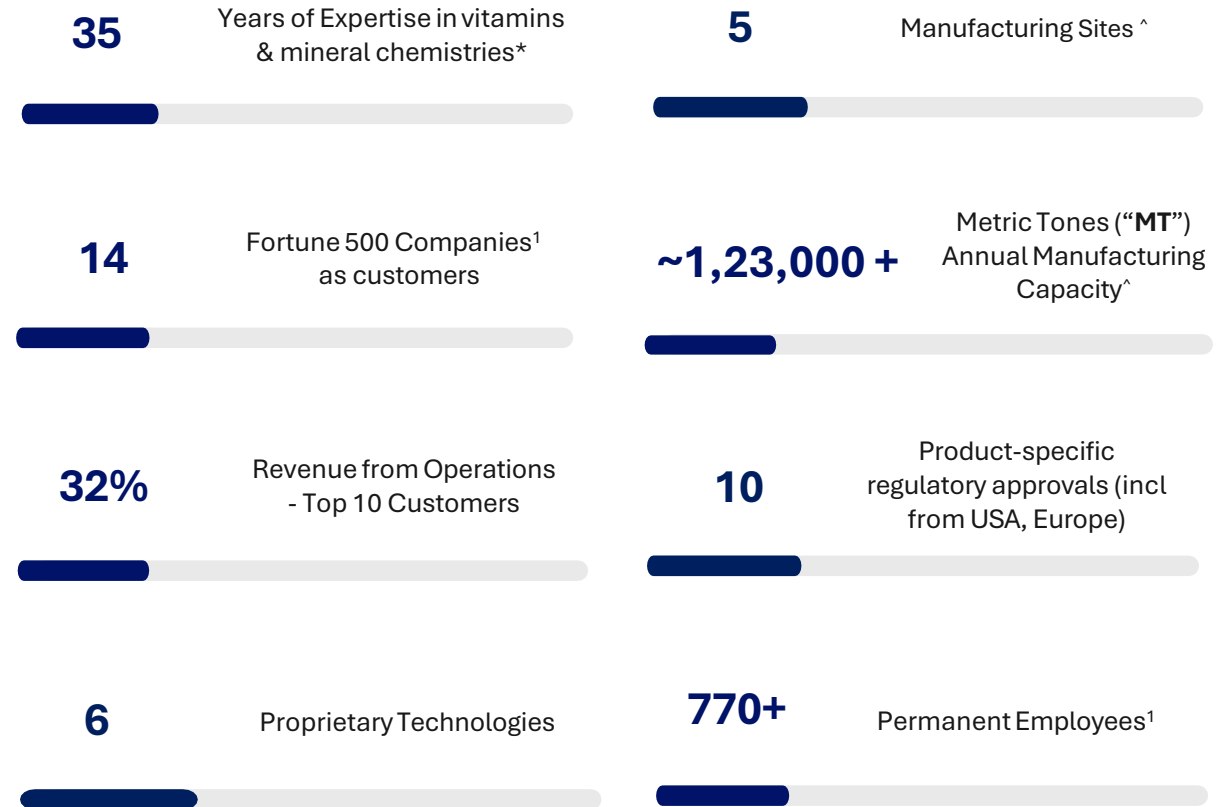 35
Years of Expertise in vitamins
& mineral chemistries*
5
Manufacturing Sites ^
14
Fortune 500 Companies¹
as customers
~1,23,000 +
Metric Tones (“MT”)
Annual Manufacturing
Capacity^
32%
Revenue from Operations
- Top 10 Customers
10
Product-specific
regulatory approvals (incl
from USA, Europe)
6
Proprietary Technologies
770+
Permanent Employees¹